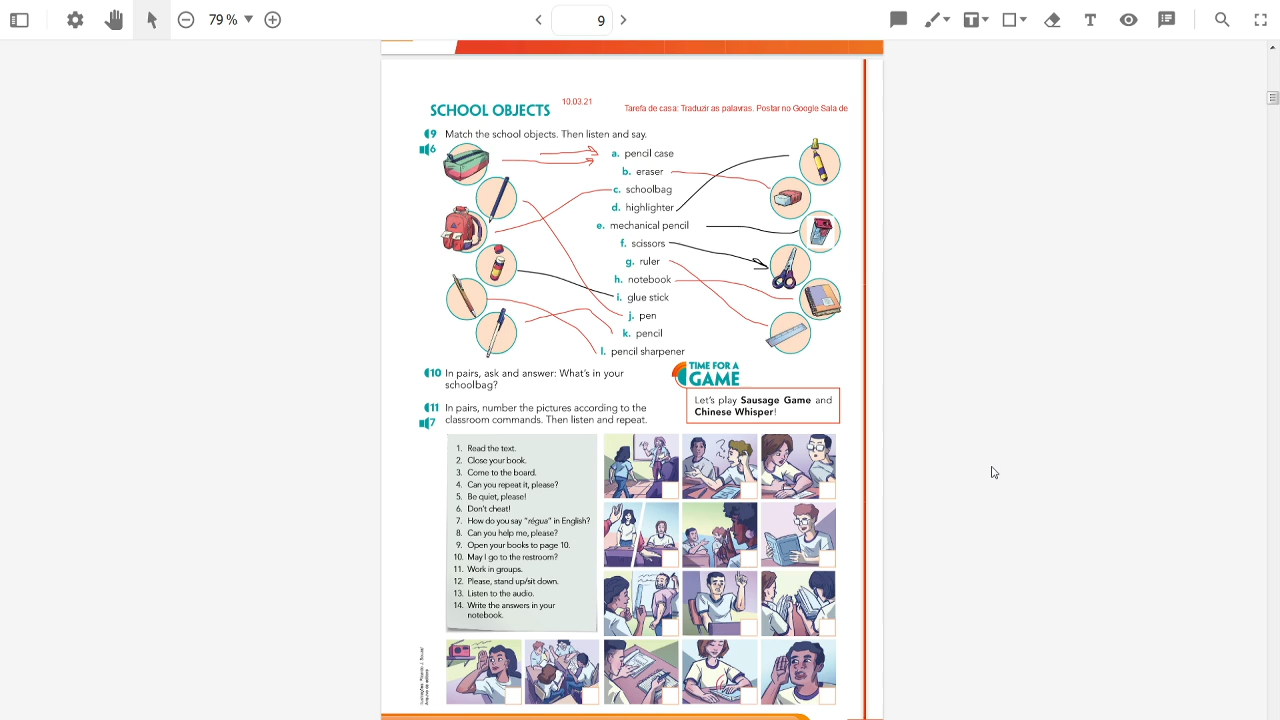 79 %
9
SCHOOL OBJECTS
10.03.21
Tarefa de casa: Traduzir as palavras. Postar no Google Sala de
9 Match the school objects. Then listen and say.
6
a. pencil case
b. eraser
c. schoolbag
d. highlighter
e. mechanical pencil
f. scissors
g. ruler
h. notebook
i. glue stick
j. pen
k. pencil
l. pencil sharpener
10 In pairs, ask and answer: What's in your
schoolbag?
TIME FOR A
GAME
Let's play Sausage Game and
Chinese Whisper!
11 In pairs, number the pictures according to the
7 classroom commands. Then listen and repeat.
1. Read the text.
2. Close your book.
3. Come to the board.
4. Can you repeat it, please?
5. Be quiet, please!
6. Don't cheat!
7. How do you say "régua" in English?
8. Can you help me, please?
9. Open your books to page 10.
10. May I go to the restroom?
11. Work in groups.
12. Please, stand up/sit down.
13. Listen to the audio.
14. Write the answers in your
notebook.